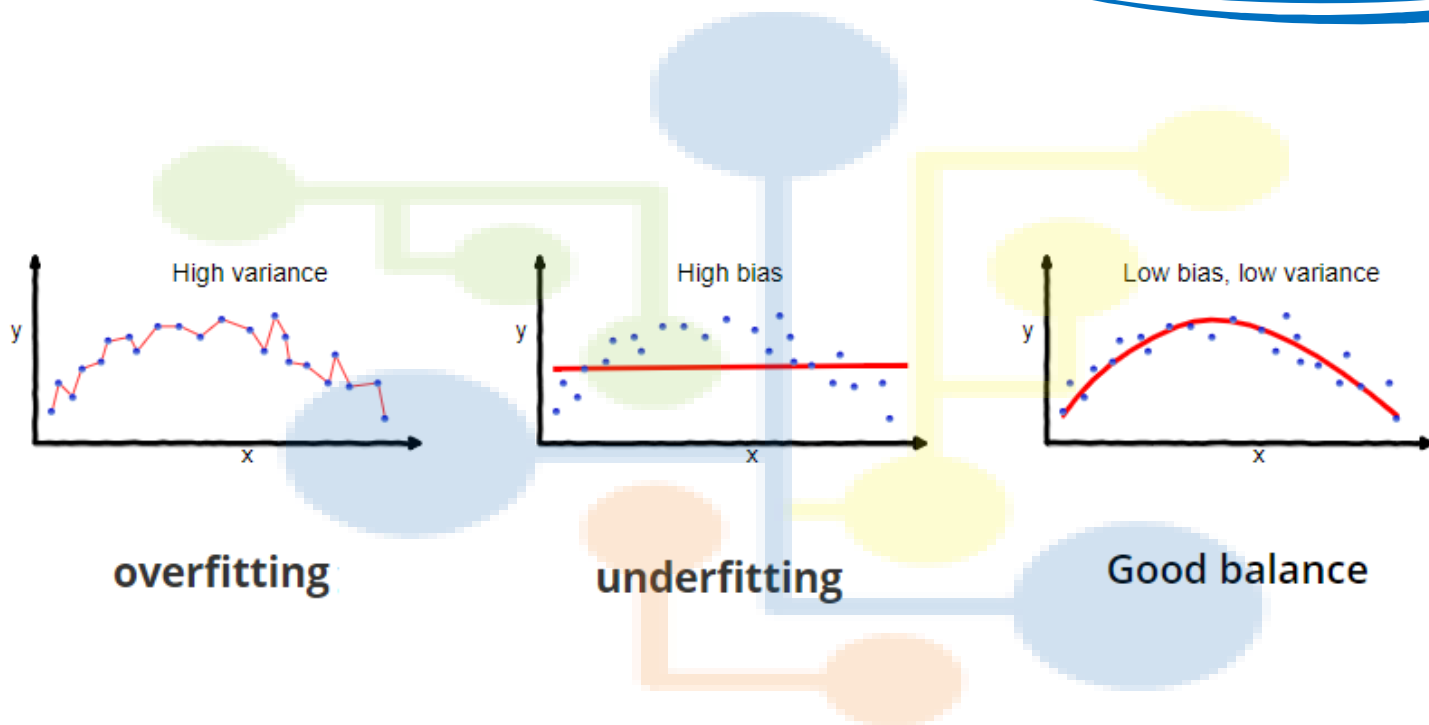 High variance
y
x
overfitting
High bias
y
x
underfitting
Low bias, low variance
y
x
Good balance